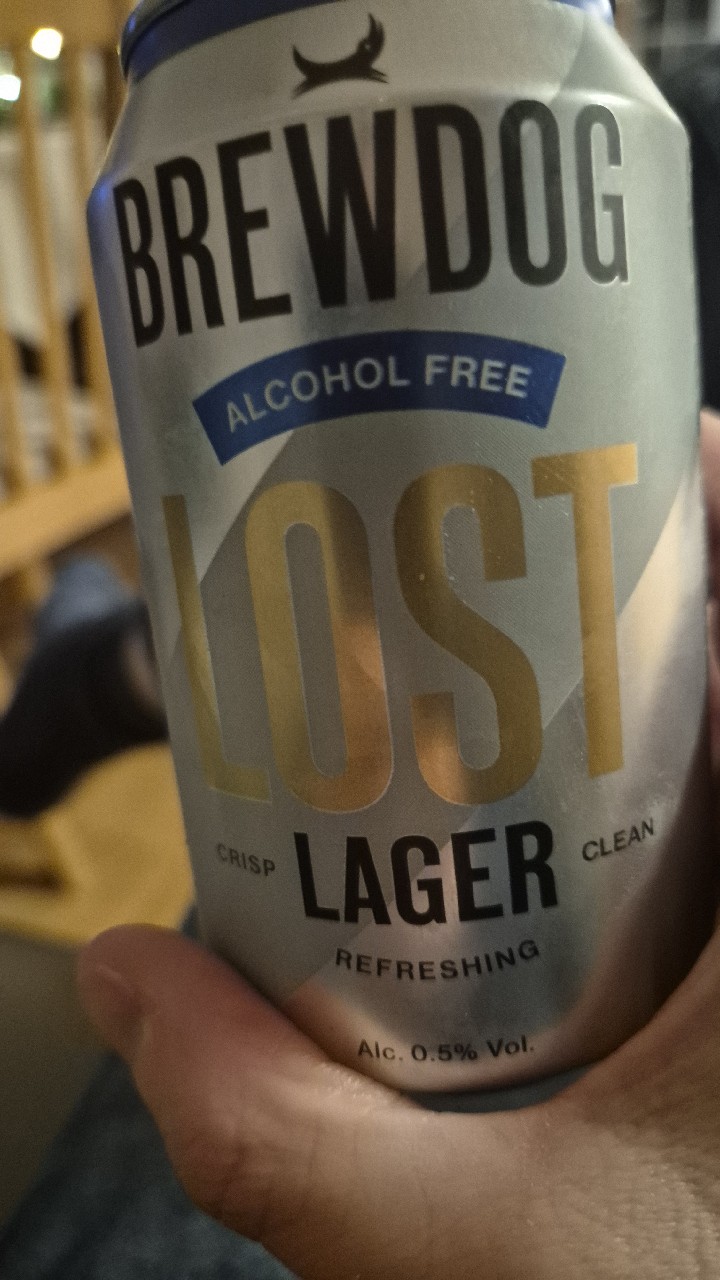 BREWDOG
ALCOHOL FREE
LOST
CRISP LAGER CLEAN
REFRESHING
Alc. 0.5% Vol.